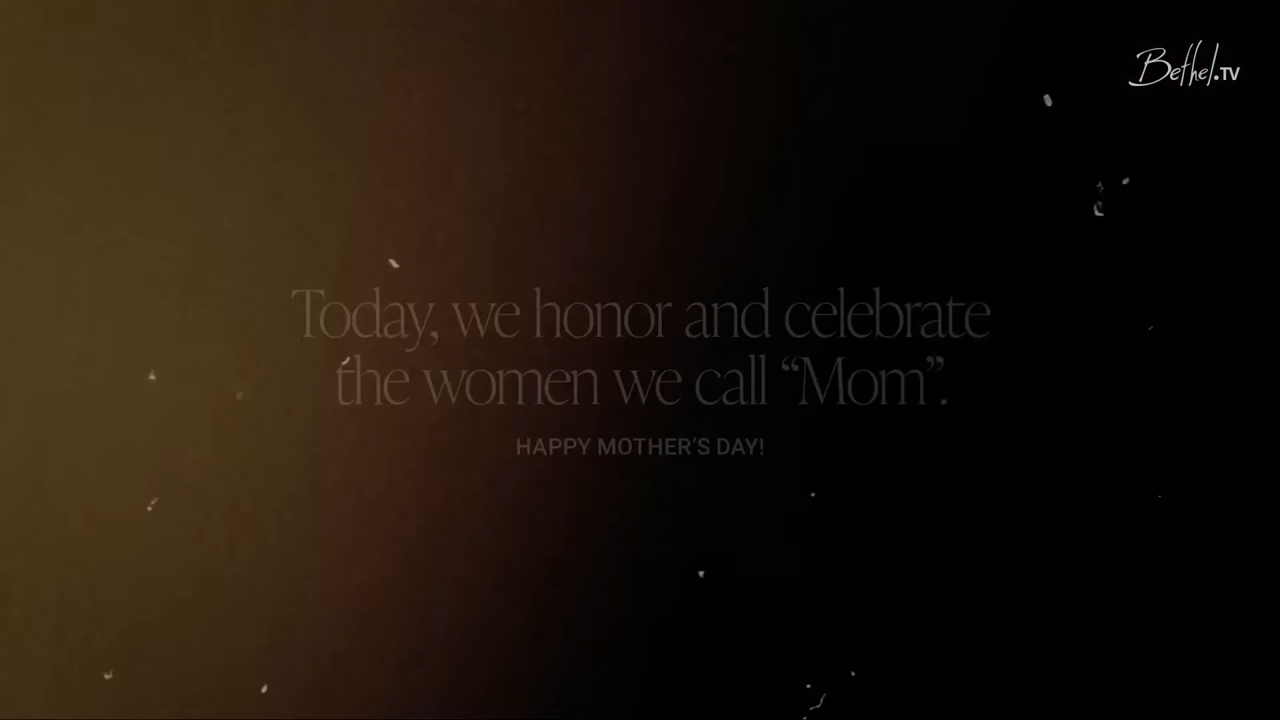 Bethel.TV
Today, we honor and celebrate
the women we call “Mom”.
HAPPY MOTHER’S DAY!